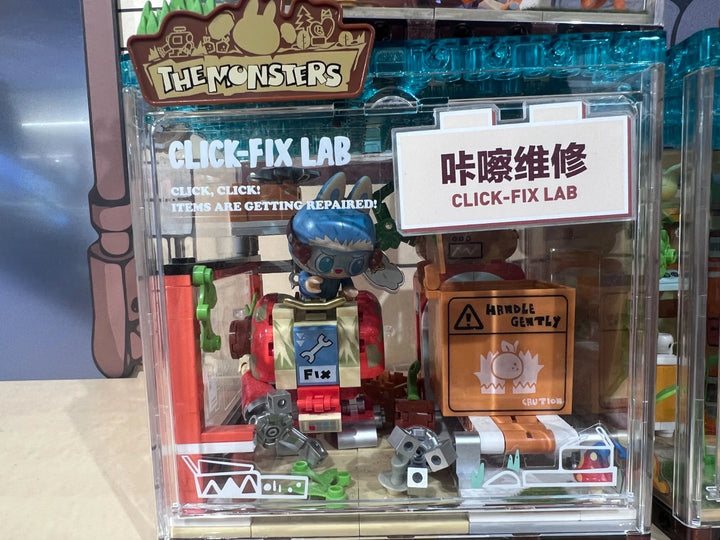 THE MONSTERS
CLICK-FIX LAB
CLICK, CLICK!
ITEMS ARE GETTING REPAIRED!
咔嚓维修
CLICK-FIX LAB
HANDLE
GENTLY
FIX
CAUTION